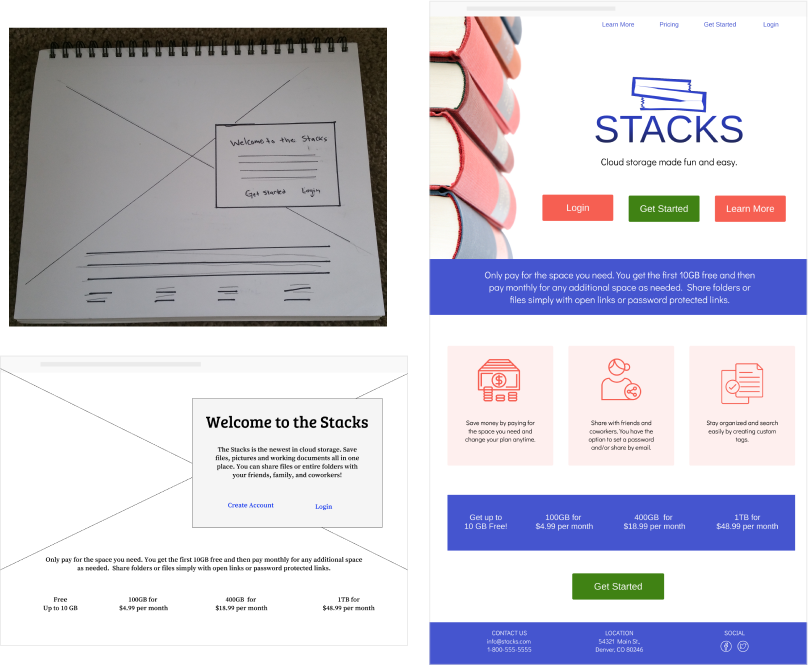 Welcome to the Stacks
Get Started Login
Welcome to the Stacks
The Stacks is the newest in cloud storage. Save
files, pictures and working documents all in one
place. You can share files or entire folders with
your friends, family, and coworkers!
Create Account Login
Only pay for the space you need. You get the first 10GB free and then pay monthly for any additional space
as needed. Share folders or files simply with open links or password protected links.
Free 100GB for 400GB for 1TB for
Up to 10 GB $4.99 per month $18.99 per month $48.99 per month
Learn More Pricing Get Started Login
STACKS
Cloud storage made fun and easy.
Login Get Started Learn More
Only pay for the space you need. You get the first 10GB free and then
pay monthly for any additional space as needed. Share folders or
files simply with open links or password protected links.
Save money by paying for
the space you need and
change your plan anytime.
Share with friends and
coworkers. You have the
option to set a password
and/or share by email.
Stay organized and search
easily by creating custom
tags.
Get up to 100GB for 400GB for 1TB for
10 GB Free! $4.99 per month $18.99 per month $48.99 per month
Get Started
CONTACT US LOCATION SOCIAL
info@stacks.com 54321 Main St.,
1-800-555-5555 Denver, CO 80246